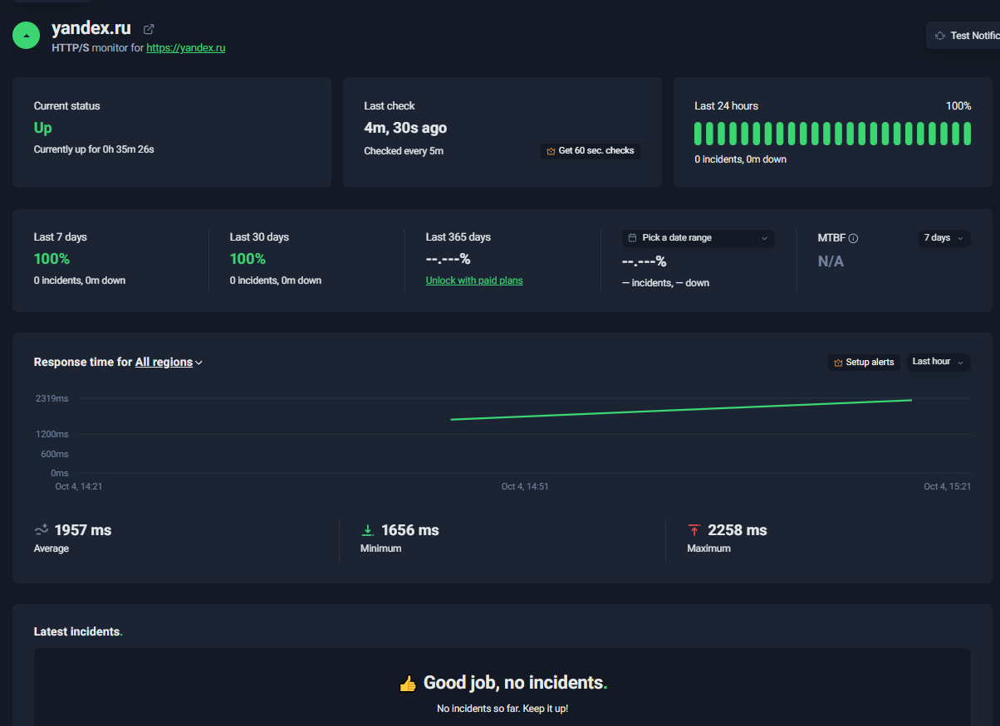 yandex.ru
HTTP/S monitor for https://yandex.ru
Test Notific
Current status
Up
Currently up for 0h 35m 26s
Last check
4m, 30s ago
Checked every 5m
Get 60 sec. checks
Last 24 hours
100%
0 incidents, 0m down
Last 7 days
100%
0 incidents, 0m down
Last 30 days
100%
0 incidents, 0m down
Last 365 days
--.---%
Unlock with paid plans
Pick a date range
--.---%
— incidents, — down
MTBF
7 days
N/A
Response time for All regions
Setup alerts
Last hour
2319ms
1200ms
600ms
0ms
Oct 4, 14:21
Oct 4, 14:51
Oct 4, 15:21
1957 ms
Average
1656 ms
Minimum
2258 ms
Maximum
Latest incidents.
👍 Good job, no incidents.
No incidents so far. Keep it up!